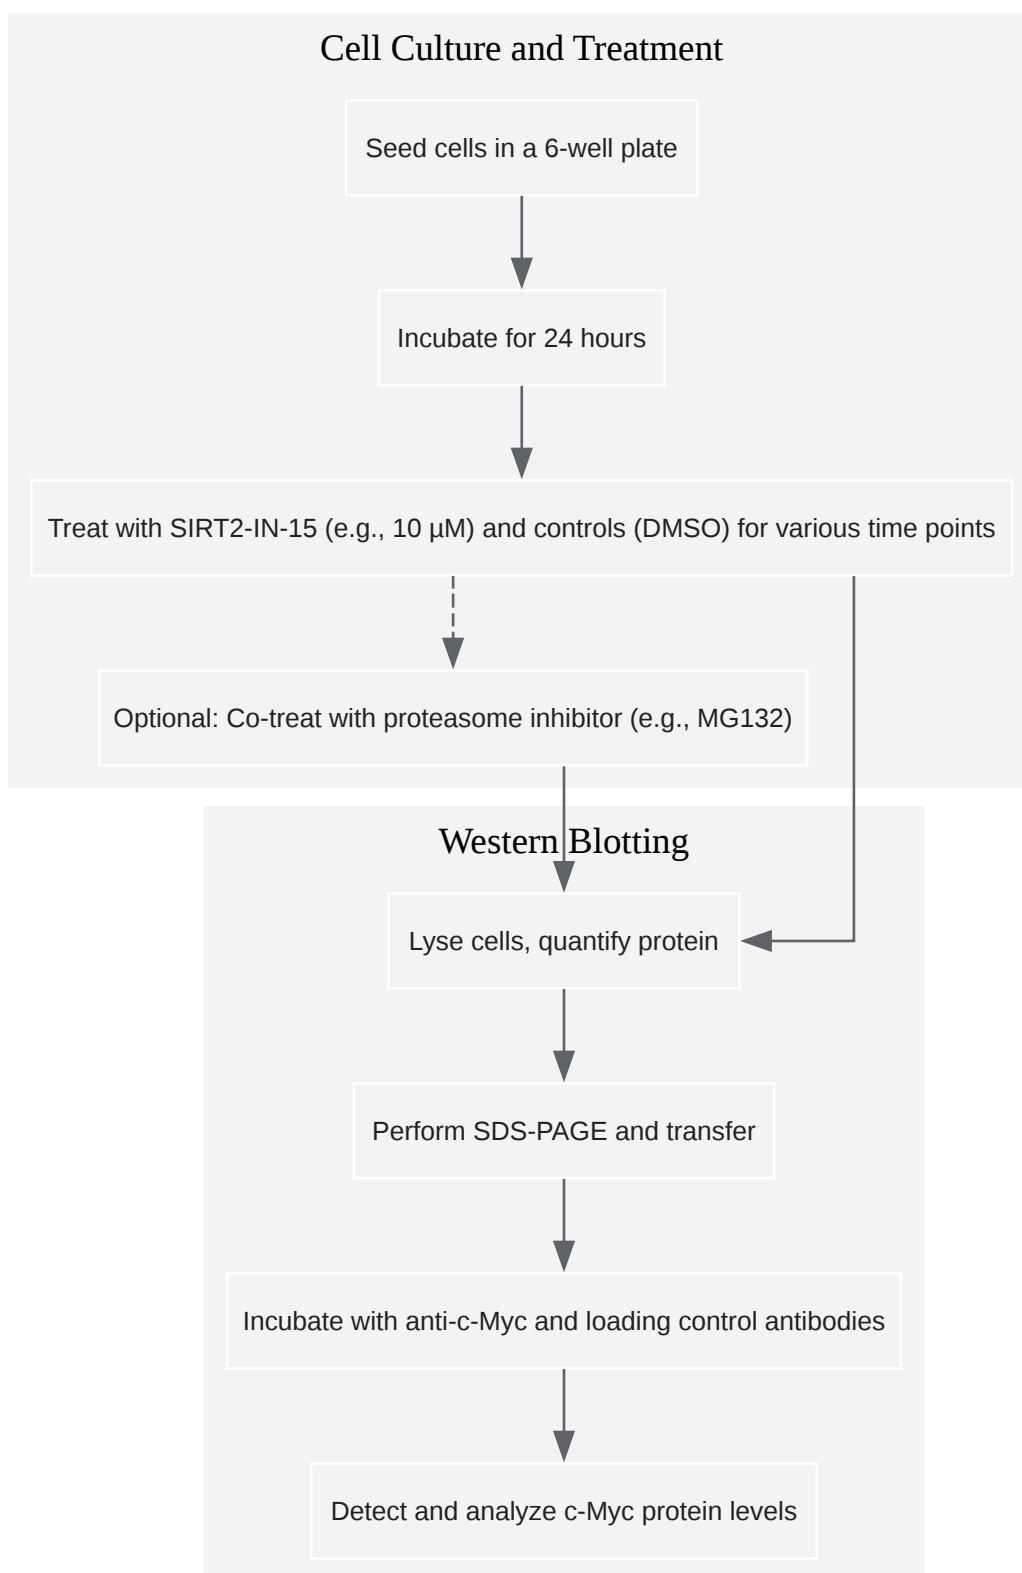 Cell Culture and Treatment
Seed cells in a 6-well plate
Incubate for 24 hours
Treat with SIRT2-IN-15 (e.g., 10 µM) and controls (DMSO) for various time points
Optional: Co-treat with proteasome inhibitor (e.g., MG132)
Western Blotting
Lyse cells, quantify protein
Perform SDS-PAGE and transfer
Incubate with anti-c-Myc and loading control antibodies
Detect and analyze c-Myc protein levels